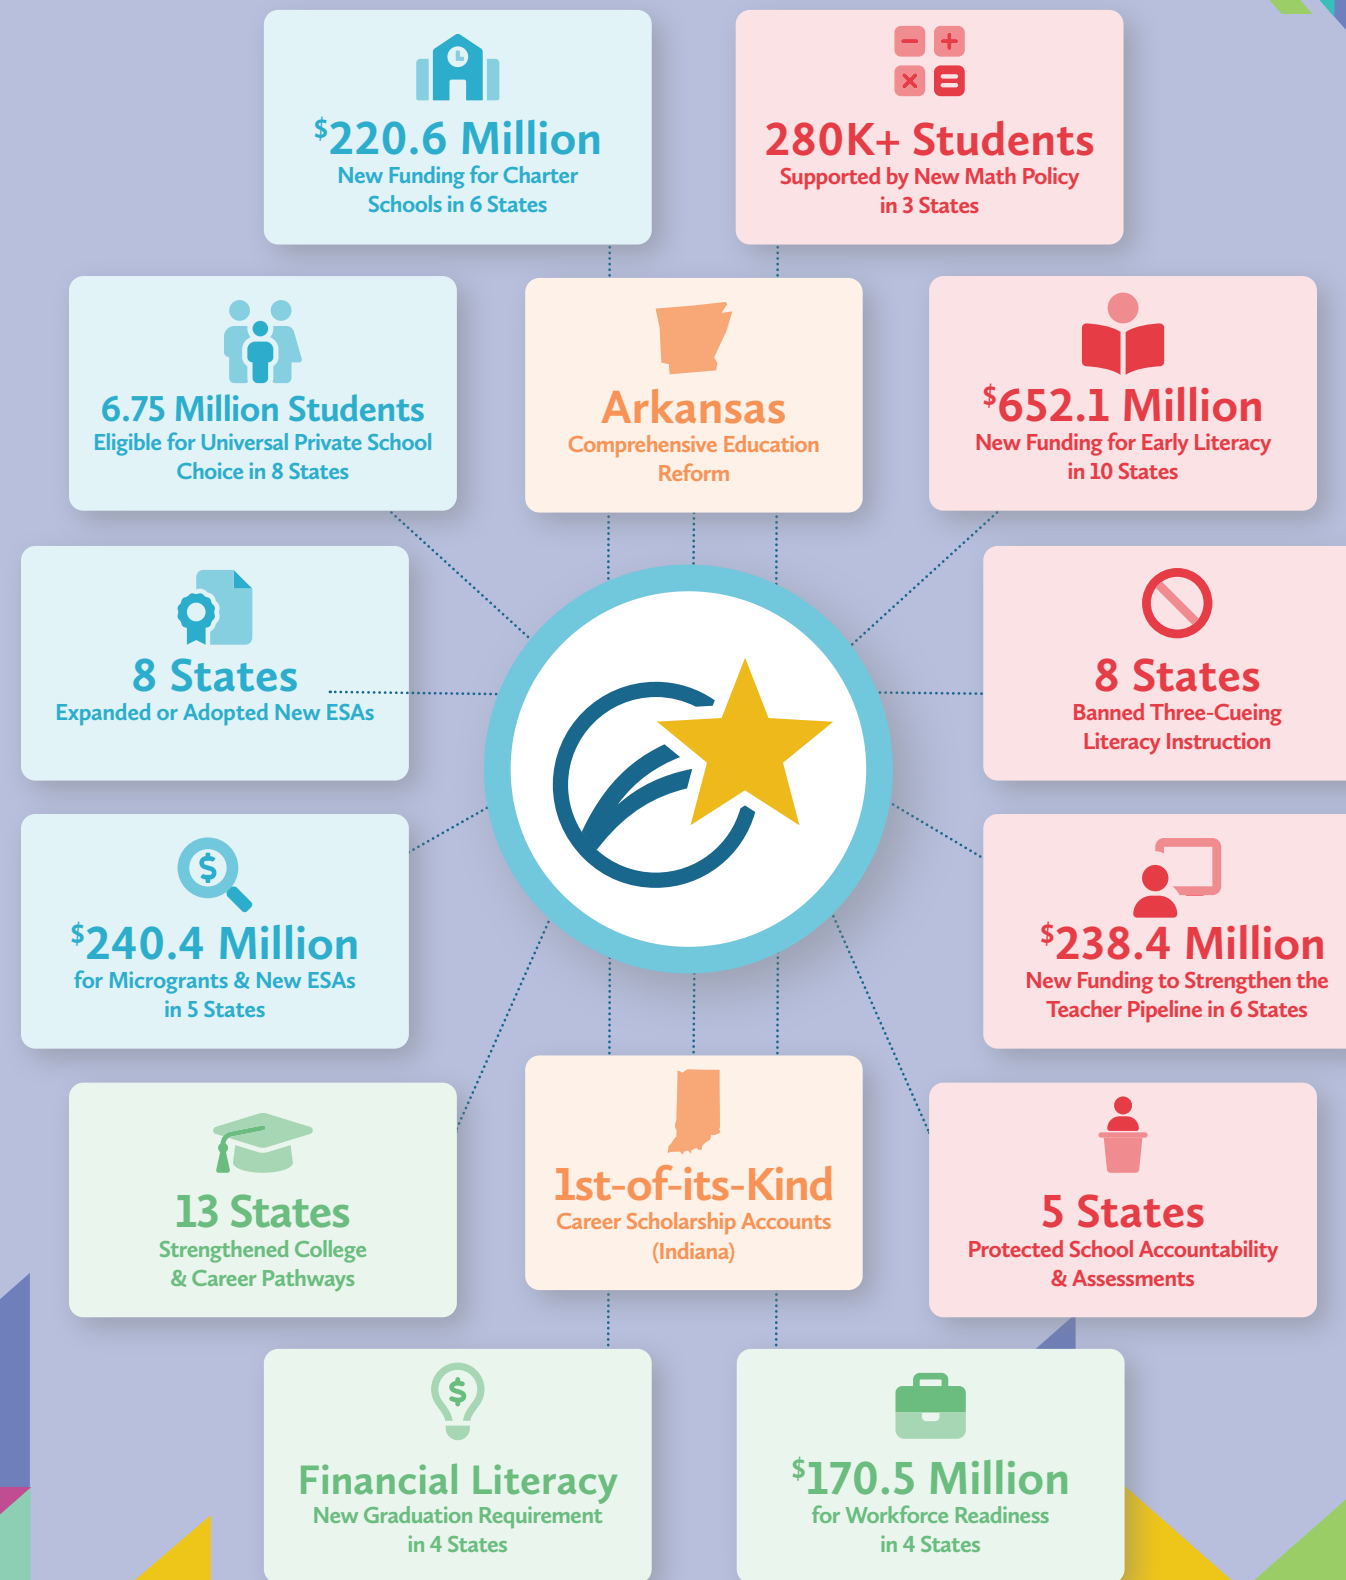 $220.6 Million
New Funding for Charter
Schools in 6 States
280K+ Students
Supported by New Math Policy
in 3 States
6.75 Million Students
Eligible for Universal Private School
Choice in 8 States
Arkansas
Comprehensive Education
Reform
$652.1 Million
New Funding for Early Literacy
in 10 States
8 States
Expanded or Adopted New ESAs
8 States
Banned Three-Cueing
Literacy Instruction
$240.4 Million
for Microgrants & New ESAs
in 5 States
$238.4 Million
New Funding to Strengthen the
Teacher Pipeline in 6 States
13 States
Strengthened College
& Career Pathways
1st-of-its-Kind
Career Scholarship Accounts
(Indiana)
5 States
Protected School Accountability
& Assessments
Financial Literacy
New Graduation Requirement
in 4 States
$170.5 Million
for Workforce Readiness
in 4 States